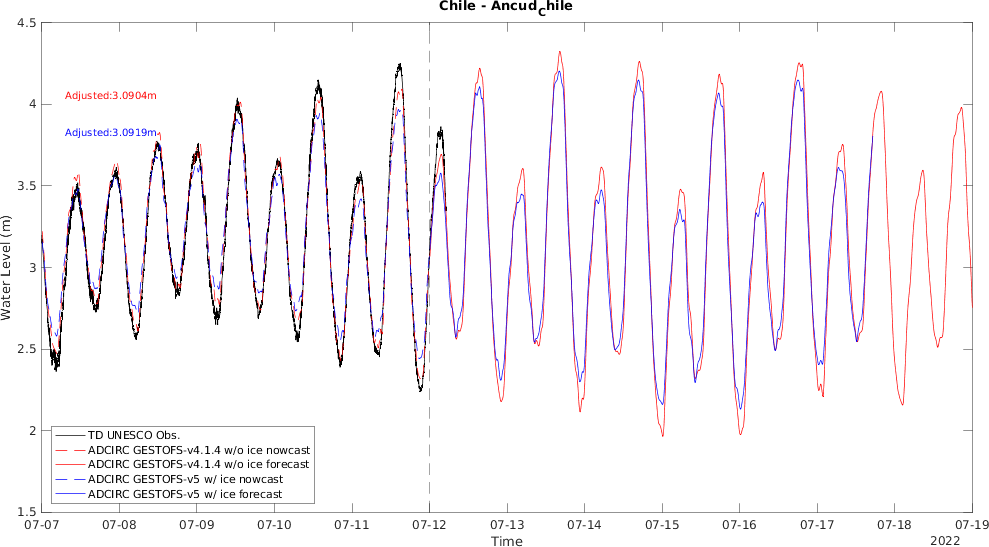 Chile - Ancud_Chile
4.5
Adjusted:3.0904m
4
Adjusted:3.0919m
3.5
3
Water Level (m)
2.5
2
TD UNESCO Obs.
ADCIRC GESTOFS-v4.1.4 w/o ice nowcast
ADCIRC GESTOFS-v4.1.4 w/o ice forecast
ADCIRC GESTOFS-v5 w/ ice nowcast
ADCIRC GESTOFS-v5 w/ ice forecast
1.5
07-07 07-08 07-09 07-10 07-11 07-12 07-13 07-14 07-15 07-16 07-17 07-18 07-19
Time
2022